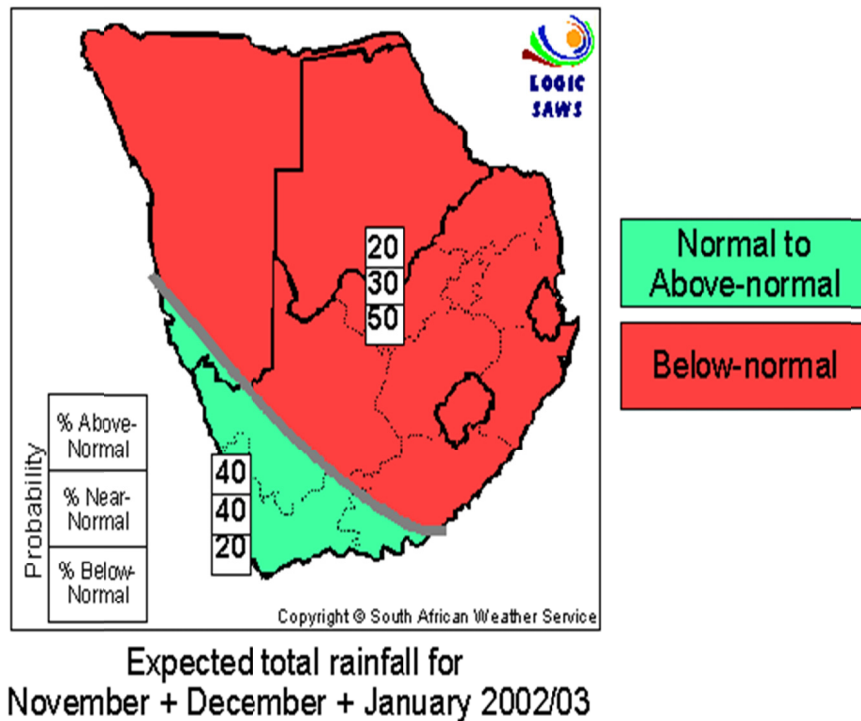 LOGIC
SAWS
20
30
50
Normal to
Above-normal
Below-normal
Probability
% Above-
Normal
% Near-
Normal
% Below-
Normal
40
40
20
Copyright © South African Weather Service
Expected total rainfall for
November + December + January 2002/03